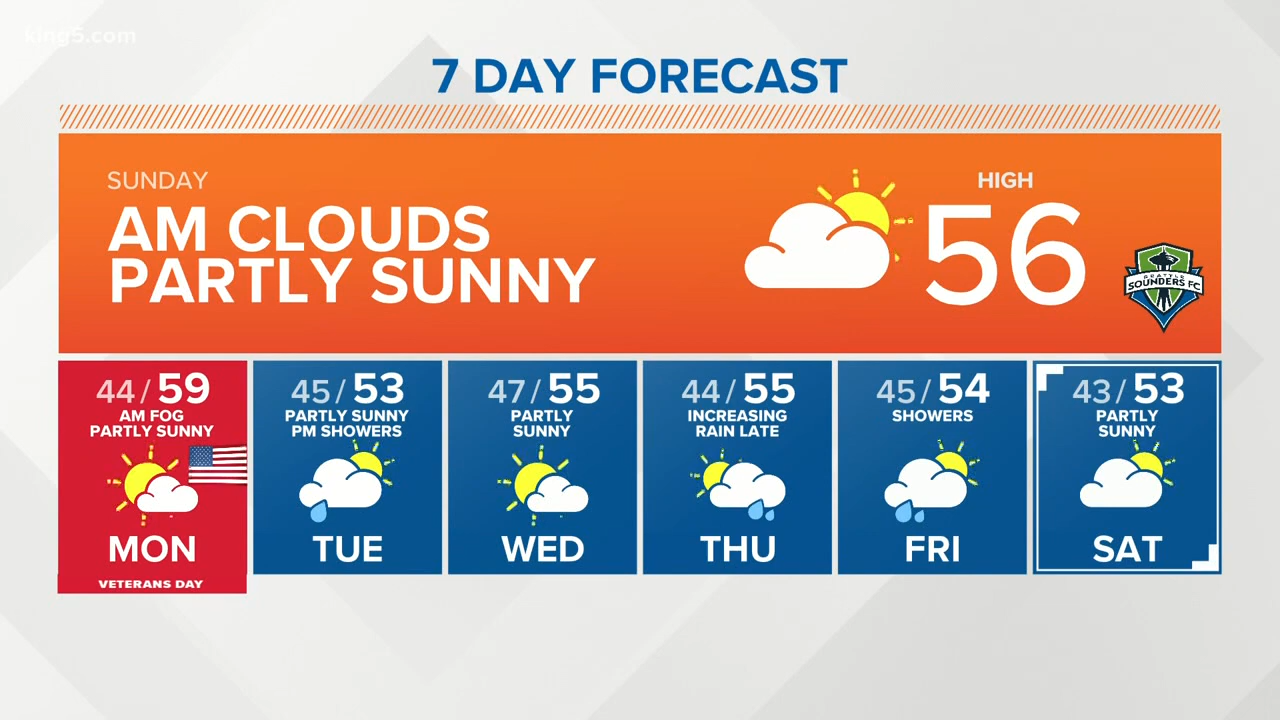 king5.com
7 DAY FORECAST
SUNDAY
AM CLOUDS
PARTLY SUNNY
HIGH
56
SEATTLE
SOUNDERS FC
44/59
AM FOG
PARTLY SUNNY
MON
VETERANS DAY
45/53
PARTLY SUNNY
PM SHOWERS
TUE
47/55
PARTLY
SUNNY
WED
44/55
INCREASING
RAIN LATE
THU
45/54
SHOWERS
FRI
43/53
PARTLY
SUNNY
SAT